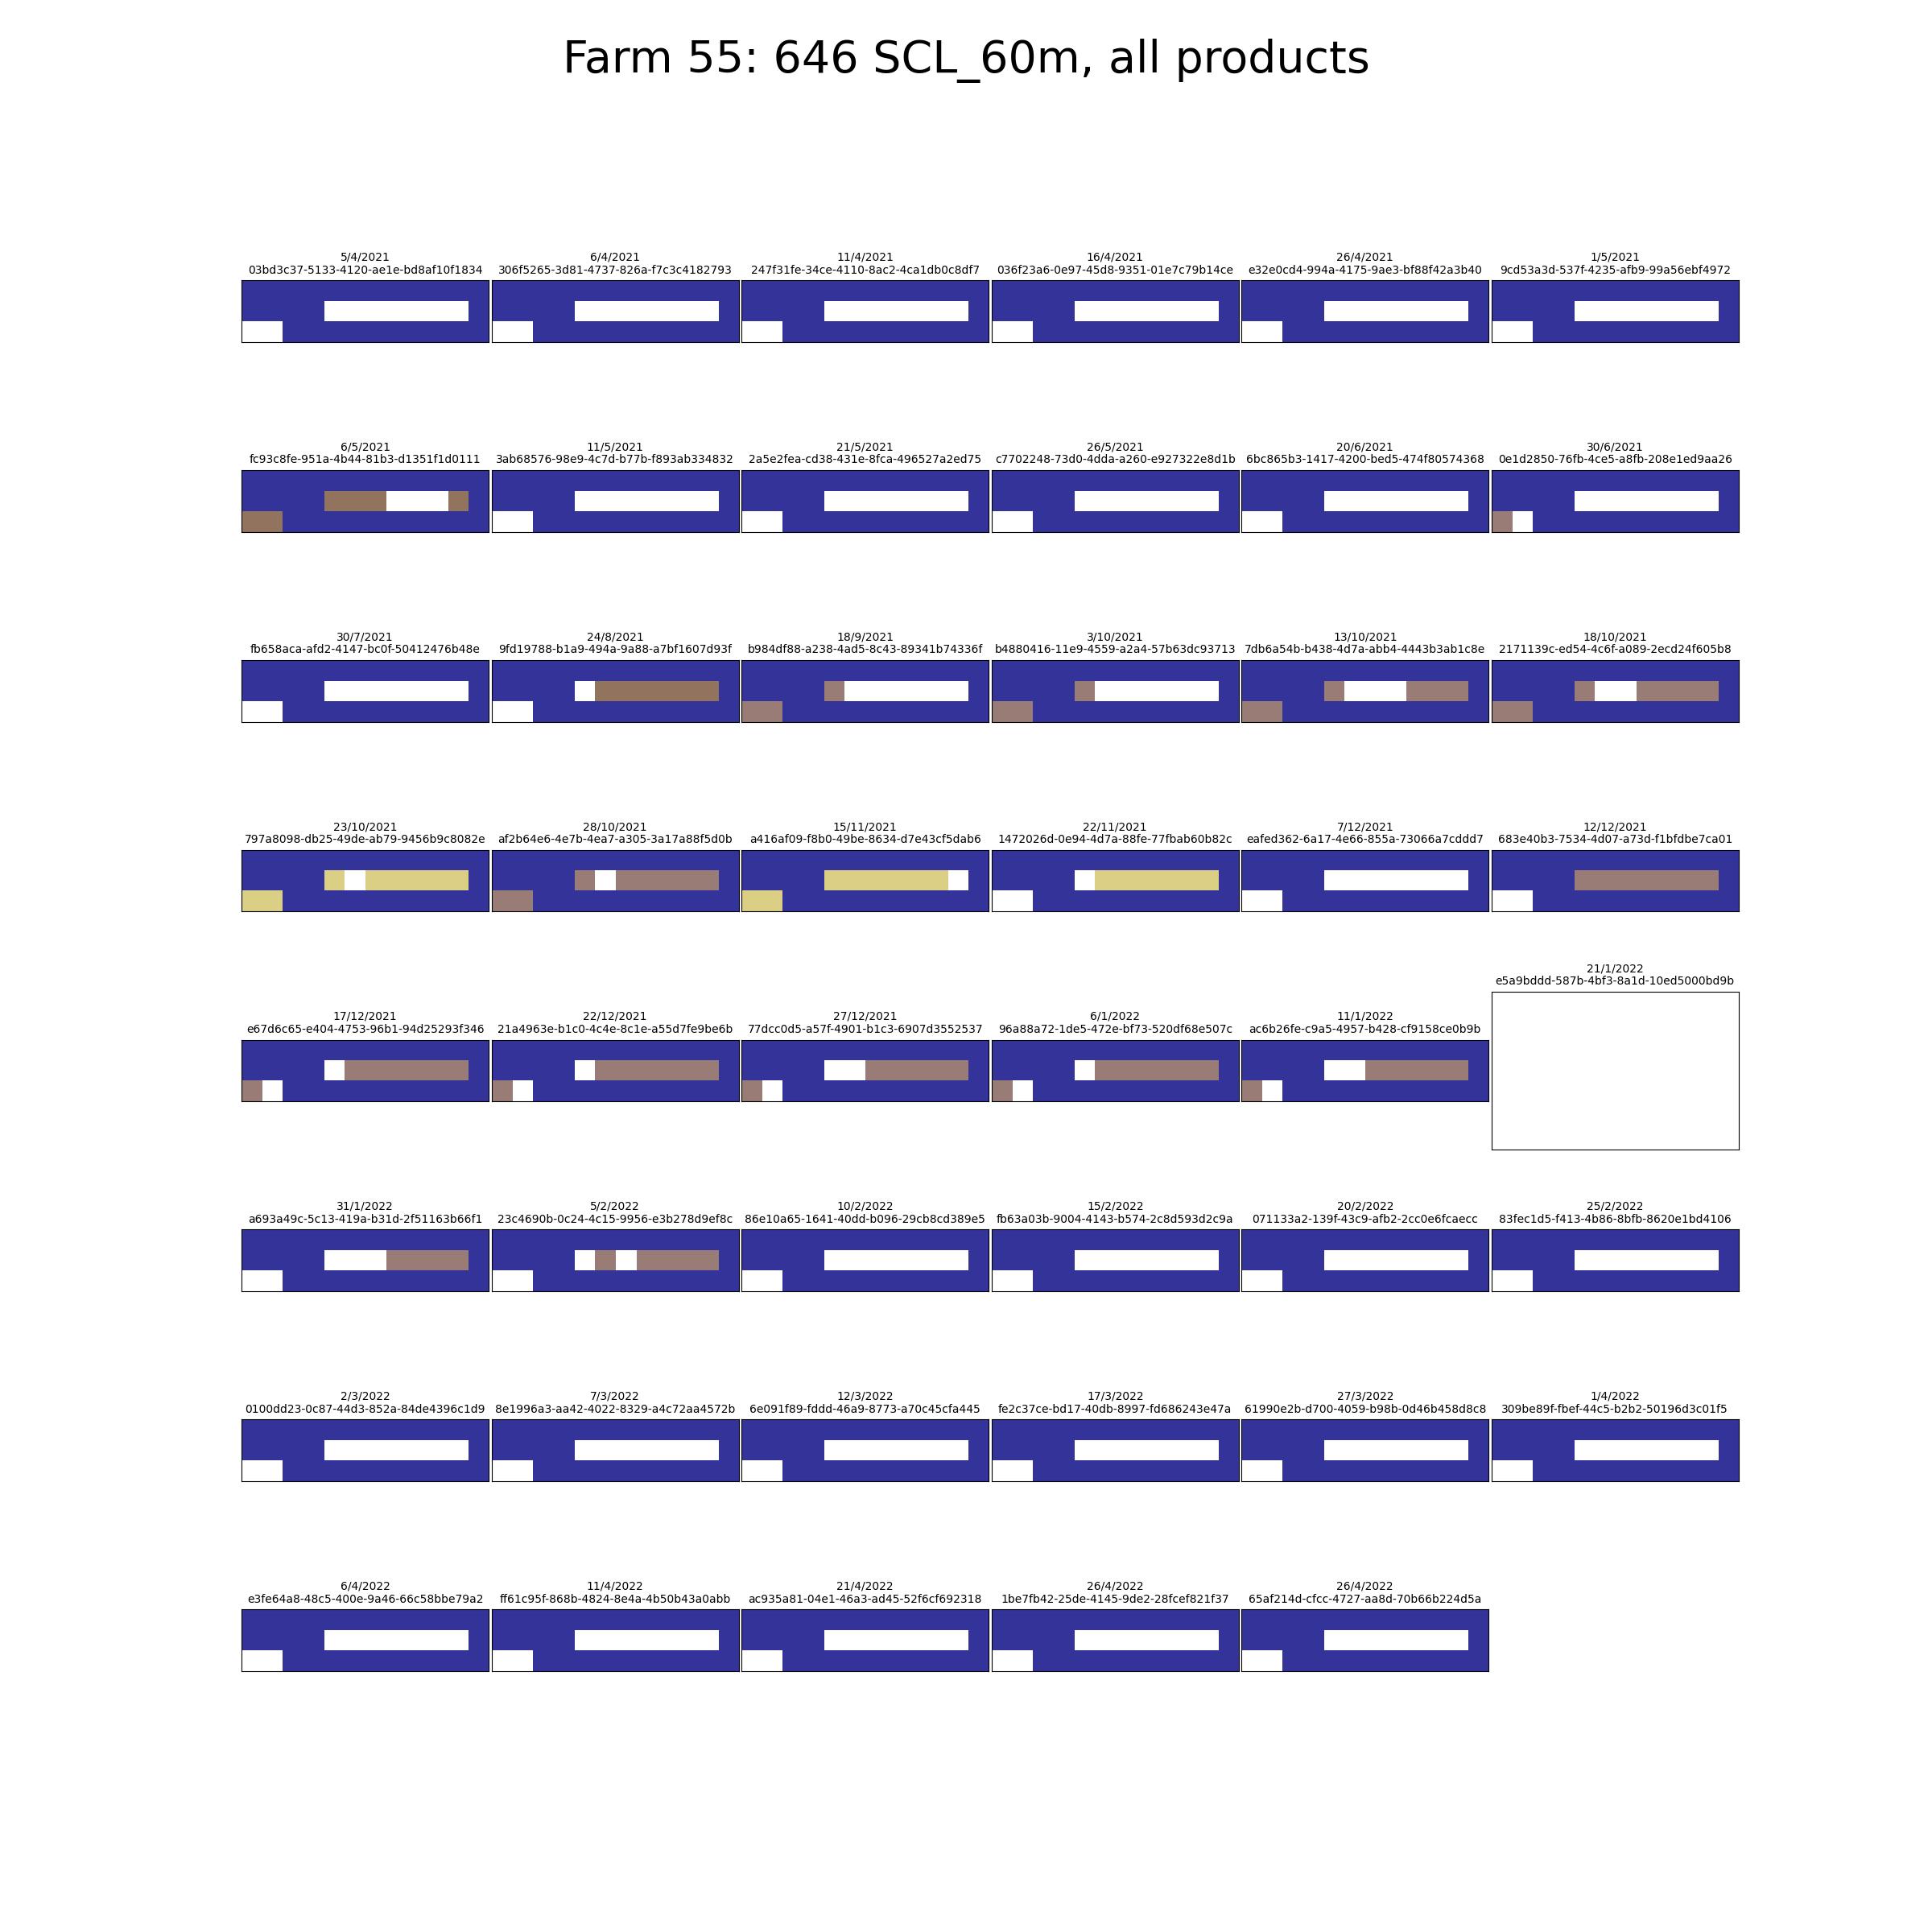 Farm 55: 646 SCL_60m, all products
5/4/2021
03bd3c37-5133-4120-ae1e-bd8af10f1834
6/4/2021
306f5265-3d81-4737-826a-f7c3c4182793
11/4/2021
247f31fe-34ce-4110-8ac2-4ca1db0c8df7
16/4/2021
036f23a6-0e97-45d8-9351-01e7c79b14ce
26/4/2021
e32e0cd4-994a-4175-9ae3-bf88f42a3b40
1/5/2021
9cd53a3d-537f-4235-afb9-99a56ebf4972
6/5/2021
fc93c8fe-951a-4b44-81b3-d1351f1d0111
11/5/2021
3ab68576-98e9-4c7d-b77b-f893ab334832
21/5/2021
2a5e2fea-cd38-431e-8fca-496527a2ed75
26/5/2021
c7702248-73d0-4dda-a260-e927322e8d1b
20/6/2021
6bc865b3-1417-4200-bed5-474f80574368
30/6/2021
0e1d2850-76fb-4ce5-a8fb-208e1ed9aa26
30/7/2021
fb658aca-afd2-4147-bc0f-50412476b48e
24/8/2021
9fd19788-b1a9-494a-9a88-a7bf1607d93f
18/9/2021
b984df88-a238-4ad5-8c43-89341b74336f
3/10/2021
b4880416-11e9-4559-a2a4-57b63dc93713
13/10/2021
7db6a54b-b438-4d7a-abb4-4443b3ab1c8e
18/10/2021
2171139c-ed54-4c6f-a089-2ecd24f605b8
23/10/2021
797a8098-db25-49de-ab79-9456b9c8082e
28/10/2021
af2b64e6-4e7b-4ea7-a305-3a17a88f5d0b
15/11/2021
a416af09-f8b0-49be-8634-d7e43cf5dab6
22/11/2021
1472026d-0e94-4d7a-88fe-77fbab60b82c
7/12/2021
eafed362-6a17-4e66-855a-73066a7cddd7
12/12/2021
683e40b3-7534-4d07-a73d-f1bfdbe7ca01
17/12/2021
e67d6c65-e404-4753-96b1-94d25293f346
22/12/2021
21a4963e-b1c0-4c4e-8c1e-a55d7fe9be6b
27/12/2021
77dcc0d5-a57f-4901-b1c3-6907d3552537
6/1/2022
96a88a72-1de5-472e-bf73-520df68e507c
11/1/2022
ac6b26fe-c9a5-4957-b428-cf9158ce0b9b
21/1/2022
e5a9bddd-587b-4bf3-8a1d-10ed5000bd9b
31/1/2022
a693a49c-5c13-419a-b31d-2f51163b66f1
5/2/2022
23c4690b-0c24-4c15-9956-e3b278d9ef8c
10/2/2022
86e10a65-1641-40dd-b096-29cb8cd389e5
15/2/2022
fb63a03b-9004-4143-b574-2c8d593d2c9a
20/2/2022
071133a2-139f-43c9-afb2-2cc0e6fcaecc
25/2/2022
83fec1d5-f413-4b86-8bfb-8620e1bd4106
2/3/2022
0100dd23-0c87-44d3-852a-84de4396c1d9
7/3/2022
8e1996a3-aa42-4022-8329-a4c72aa4572b
12/3/2022
6e091f89-fddd-46a9-8773-a70c45cfa445
17/3/2022
fe2c37ce-bd17-40db-8997-fd686243e47a
27/3/2022
61990e2b-d700-4059-b98b-0d46b458d8c8
1/4/2022
309be89f-fbef-44c5-b2b2-50196d3c01f5
6/4/2022
e3fe64a8-48c5-400e-9a46-66c58bbe79a2
11/4/2022
ff61c95f-868b-4824-8e4a-4b50b43a0abb
21/4/2022
ac935a81-04e1-46a3-ad45-52f6cf692318
26/4/2022
1be7fb42-25de-4145-9de2-28fcef821f37
26/4/2022
65af214d-cfcc-4727-aa8d-70b66b224d5a